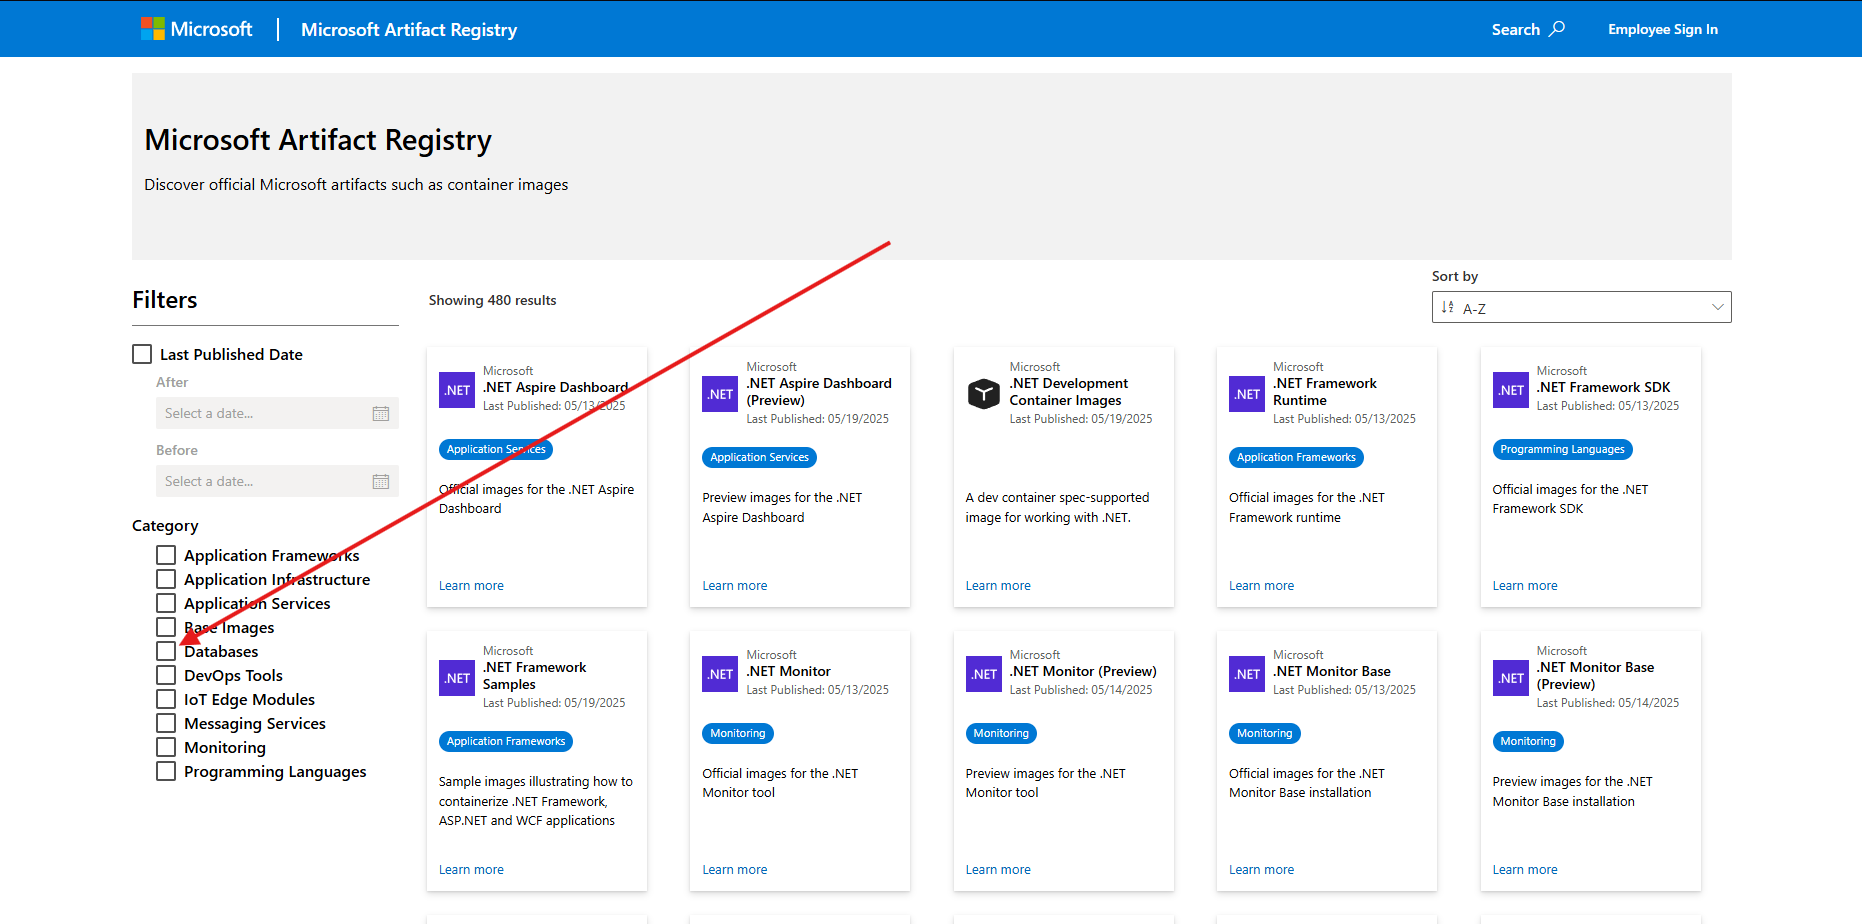 Microsoft
Microsoft Artifact Registry
Search
Employee Sign In
Microsoft Artifact Registry
Discover official Microsoft artifacts such as container images
Filters
Last Published Date
After
Select a date...
Before
Select a date...
Category
Application Frameworks
Application Infrastructure
Application Services
Base Images
Databases
DevOps Tools
IoT Edge Modules
Messaging Services
Monitoring
Programming Languages
Showing 480 results
Sort by
A-Z
.NET
Microsoft
.NET Aspire Dashboard
Last Published: 05/13/2025
Application Services
Official images for the .NET Aspire
Dashboard
Learn more
.NET
Microsoft
.NET Aspire Dashboard
(Preview)
Last Published: 05/19/2025
Application Services
Preview images for the .NET
Aspire Dashboard
Learn more
Microsoft
.NET Development
Container Images
Last Published: 05/19/2025
A dev container spec-supported
image for working with .NET.
Learn more
.NET
Microsoft
.NET Framework
Runtime
Last Published: 05/13/2025
Application Frameworks
Official images for the .NET
Framework runtime
Learn more
.NET
Microsoft
.NET Framework SDK
Last Published: 05/13/2025
Programming Languages
Official images for the .NET
Framework SDK
Learn more
.NET
Microsoft
.NET Framework
Samples
Last Published: 05/19/2025
Application Frameworks
Sample images illustrating how to
containerize .NET Framework,
ASP.NET and WCF applications
Learn more
.NET
Microsoft
.NET Monitor
Last Published: 05/13/2025
Monitoring
Official images for the .NET
Monitor tool
Learn more
.NET
Microsoft
.NET Monitor (Preview)
Last Published: 05/14/2025
Monitoring
Preview images for the .NET
Monitor tool
Learn more
.NET
Microsoft
.NET Monitor Base
Last Published: 05/13/2025
Monitoring
Official images for the .NET
Monitor Base installation
Learn more
.NET
Microsoft
.NET Monitor Base
(Preview)
Last Published: 05/14/2025
Monitoring
Preview images for the .NET
Monitor Base installation
Learn more